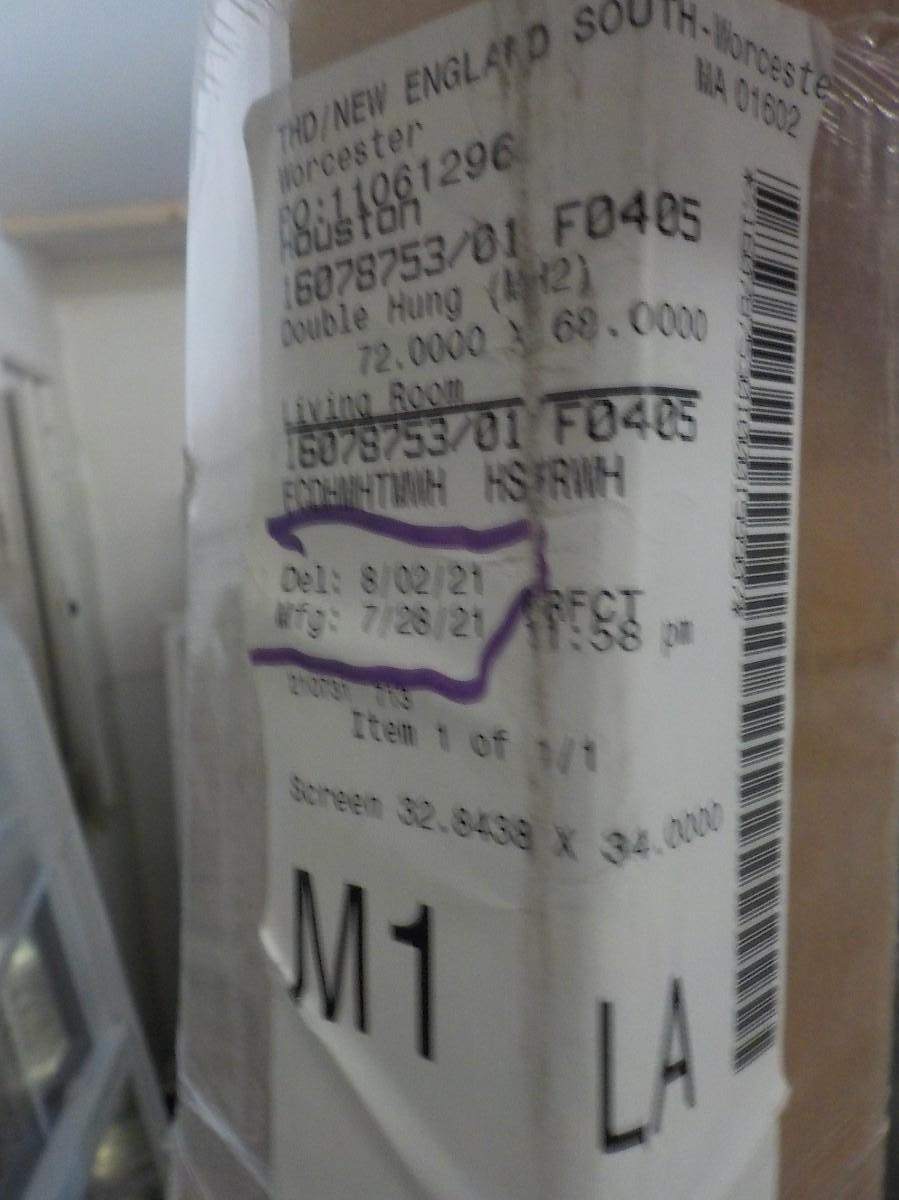 THD/NEW ENGLAND SOUTH-Worceste
Worcester MA 01602
PO:11061296
Houston
16078753/01 F0405
Double Hung
72.0000 X 68.0000
Living Room
16078753/01 F0405
Del: 8/02/21
Mfg: 7/28/21 :58 pm
Item 1 of 1/1
Screen 32.8438 X 34.0000
M1
LA